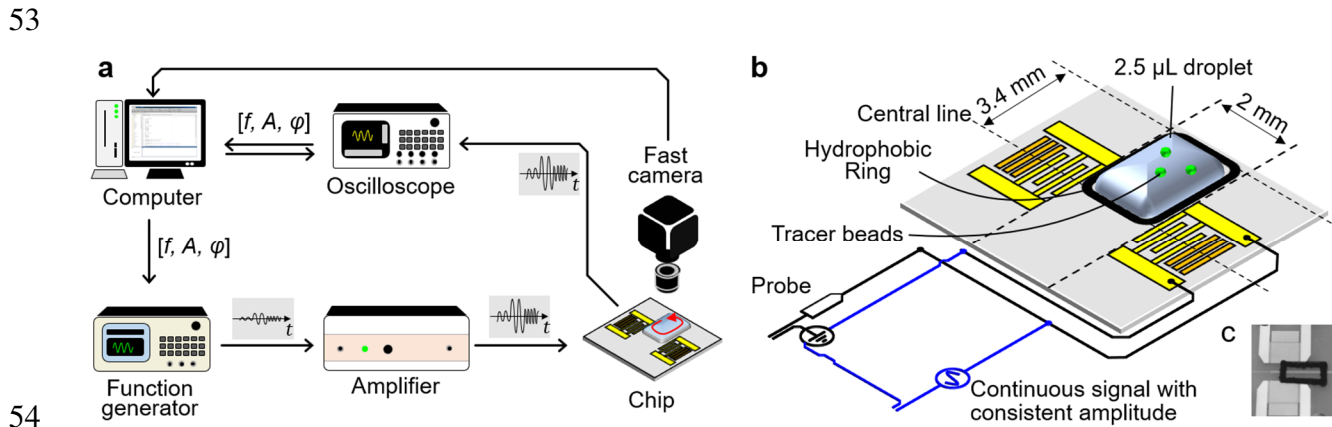 53
a
b
[f, A, φ]
t
Computer
Oscilloscope
Fast
camera
[f, A, φ]
t
t
Function
generator
Amplifier
Chip
2.5 μL droplet
3.4 mm
2 mm
Central line
Hydrophobic
Ring
Tracer beads
Probe
Continuous signal with
consistent amplitude
c
54